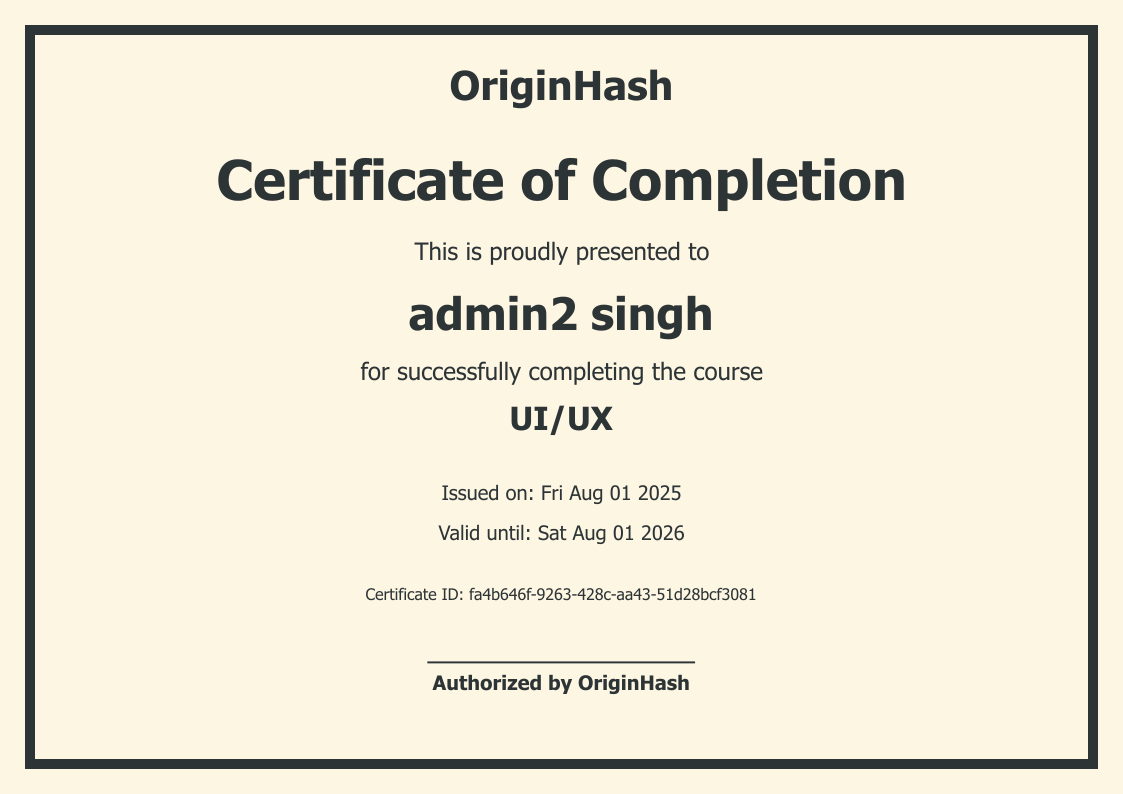 OriginHash
Certificate of Completion
This is proudly presented to
admin2 singh
for successfully completing the course
UI/UX
Issued on: Fri Aug 01 2025
Valid until: Sat Aug 01 2026
Certificate ID: fa4b646f-9263-428c-aa43-51d28bcf3081
Authorized by OriginHash